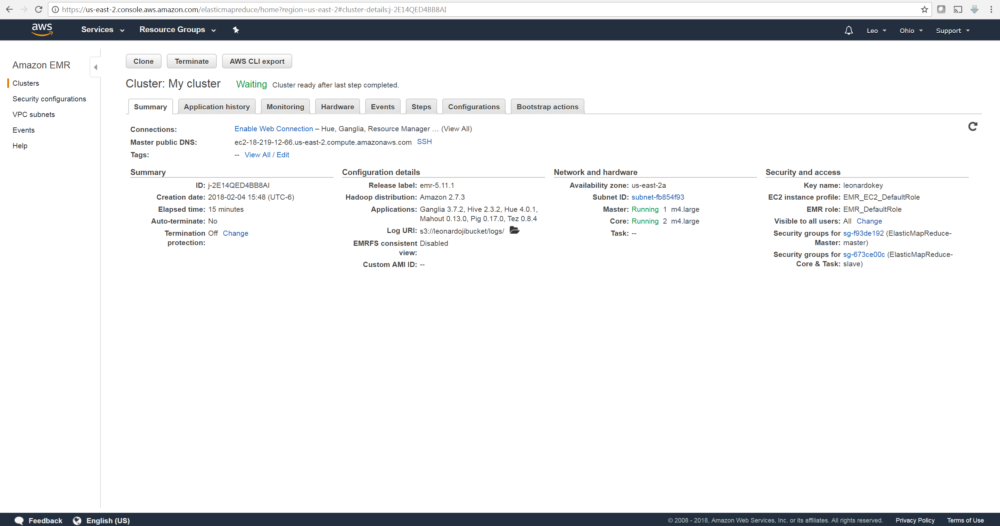 https://us-east-2.console.aws.amazon.com/elasticmapreduce/home?region=us-east-2#cluster-details:j-2E14QED4BB8AI
aws Services Resource Groups Leo Ohio Support
Amazon EMR
Clusters
Security configurations
VPC subnets
Events
Help
Clone Terminate AWS CLI export
Cluster: My cluster Waiting Cluster ready after last step completed.
Summary Application history Monitoring Hardware Events Steps Configurations Bootstrap actions
Connections: Enable Web Connection – Hue, Ganglia, Resource Manager … (View All)
Master public DNS: ec2-18-219-12-66.us-east-2.compute.amazonaws.com SSH
Tags: -- View All / Edit
Summary
ID: j-2E14QED4BB8AI
Creation date: 2018-02-04 15:48 (UTC-6)
Elapsed time: 15 minutes
Auto-terminate: No
Termination Off Change
protection:
Configuration details
Release label: emr-5.11.1
Hadoop distribution: Amazon 2.7.3
Applications: Ganglia 3.7.2, Hive 2.3.2, Hue 4.0.1,
Mahout 0.13.0, Pig 0.17.0, Tez 0.8.4
Log URI: s3://leonardojibucket/logs/
EMRFS consistent Disabled
view:
Custom AMI ID: --
Network and hardware
Availability zone: us-east-2a
Subnet ID: subnet-fb854f93
Master: Running 1 m4.large
Core: Running 2 m4.large
Task: --
Security and access
Key name: leonardokey
EC2 instance profile: EMR_EC2_DefaultRole
EMR role: EMR_DefaultRole
Visible to all users: All Change
Security groups for sg-f93de192 (ElasticMapReduce-
Master: master)
Security groups for sg-673ce00c (ElasticMapReduce-
Core & Task: slave)
Feedback English (US) © 2008 - 2018, Amazon Web Services, Inc. or its affiliates. All rights reserved. Privacy Policy Terms of Use